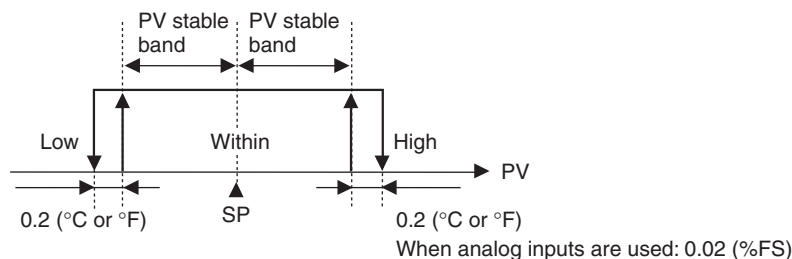 PV stable
band
PV stable
band
Low
Within
High
PV
0.2 (°C or °F)
SP
0.2 (°C or °F)
When analog inputs are used: 0.02 (%FS)